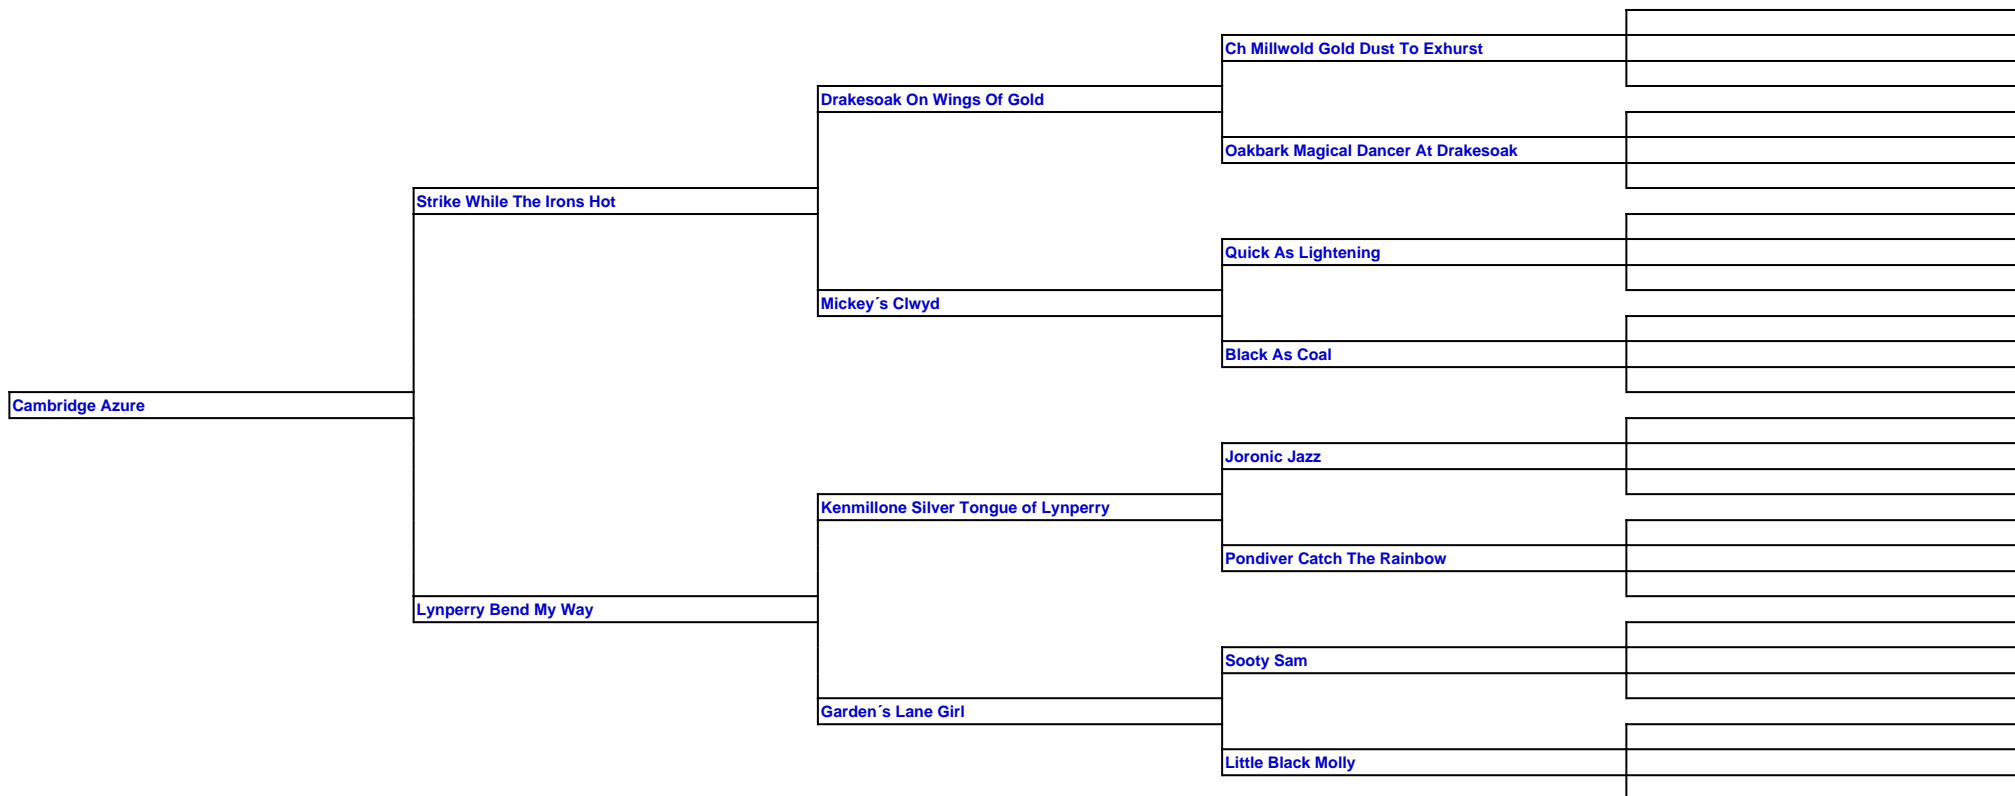 Ch Millwold Gold Dust To Exhurst
Drakesoak On Wings Of Gold
Oakbark Magical Dancer At Drakesoak
Strike While The Irons Hot
Quick As Lightening
Mickey´s Clwyd
Black As Coal
Cambridge Azure
Joronic Jazz
Kenmillone Silver Tongue of Lynperry
Pondiver Catch The Rainbow
Lynperry Bend My Way
Sooty Sam
Garden´s Lane Girl
Little Black Molly